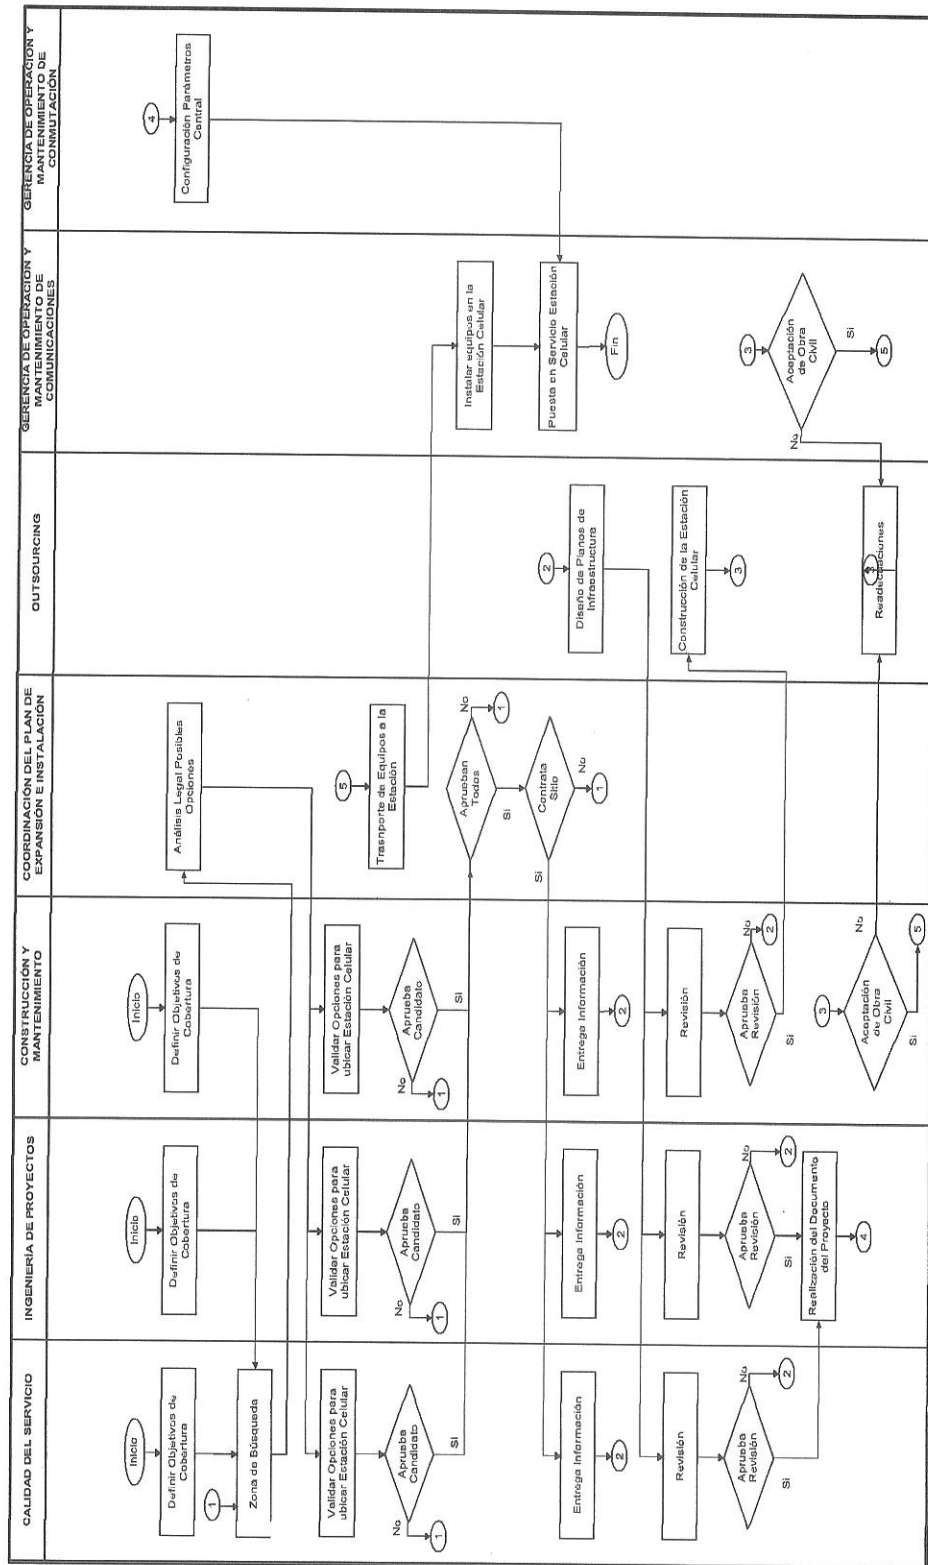 CALIDAD DEL SERVICIO
Inicio
Definir Objetivos de
Cobertura
1
Zona de Búsqueda
Validar Opciones para
ubicar Estación Celular
Aprueba
Candidato
No
1
Si
Entrega Información
2
Revisión
Aprueba
Revisión
No
2
Si
INGENIERÍA DE PROYECTOS
Inicio
Definir Objetivos de
Cobertura
Validar Opciones para
ubicar Estación Celular
Aprueba
Candidato
No
1
Si
Entrega Información
2
Revisión
Aprueba
Revisión
No
2
Si
Realización del Documento
del Proyecto
4
CONSTRUCCIÓN Y
MANTENIMIENTO
Inicio
Definir Objetivos de
Cobertura
Validar Opciones para
ubicar Estación Celular
Aprueba
Candidato
No
1
Si
Entrega Información
2
Revisión
Aprueba
Revisión
No
2
Si
3
Aceptación
de Obra
Civil
No
Si
5
COORDINACIÓN DEL PLAN DE
EXPANSIÓN E INSTALACIÓN
Análisis Legal Posibles
Opciones
5
Trasnporte de Equipos a la
Estación
Aprueban
Todos
No
1
Si
Contrata
Sitio
No
1
Si
OUTSOURCING
2
Diseño de Planos de
Infraestructura
Construcción de la Estación
Celular
3
Readecuaciones
3
GERENCIA DE OPERACIÓN Y
MANTENIMIENTO DE
COMUNICACIONES
Instalar equipos en la
Estación Celular
Puesta en Servicio Estación
Celular
Fin
3
Aceptación
de Obra
Civil
No
Si
5
GERENCIA DE OPERACIÓN Y
MANTENIMIENTO DE
CONMUTACIÓN
4
Configuración Parámetros
Central